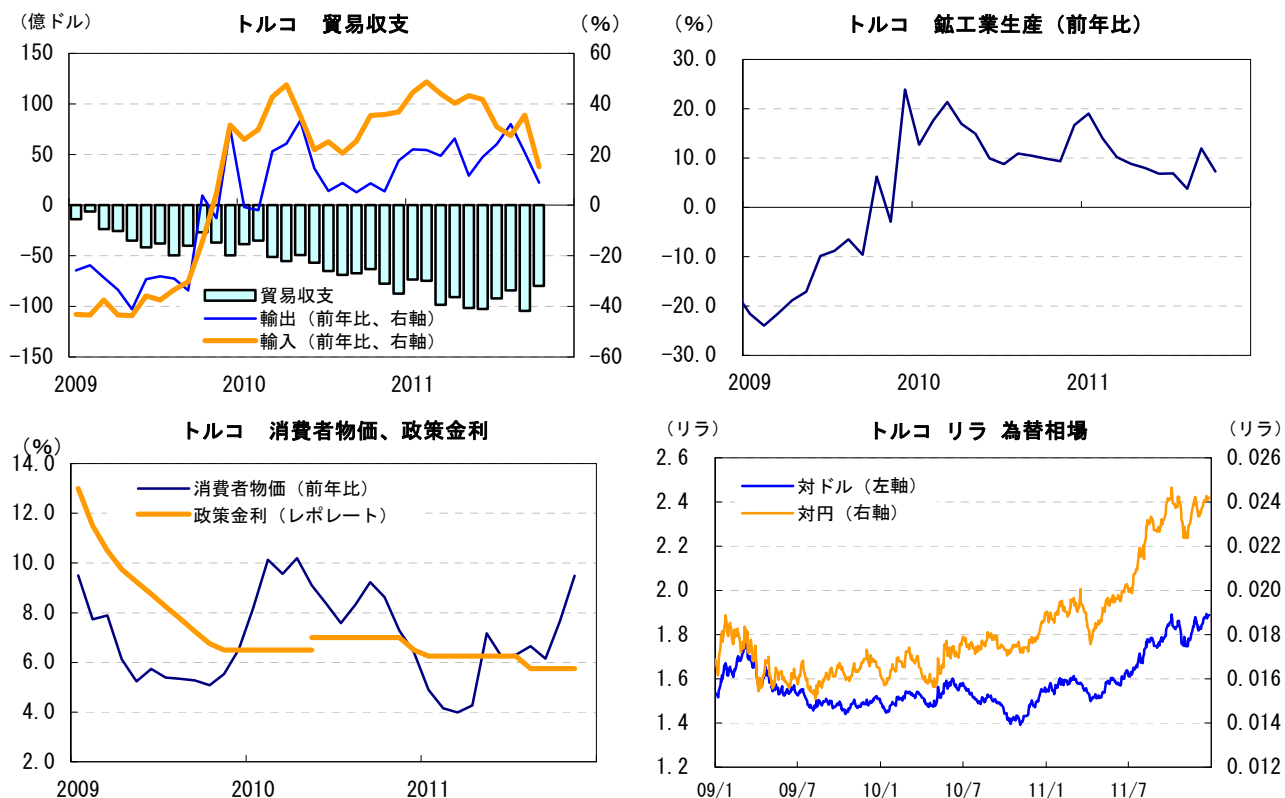 トルコ　貿易収支
（億ドル）
（％）
150
100
50
0
-50
-100
-150
60
40
20
0
-20
-40
-60
貿易収支
輸出（前年比、右軸）
輸入（前年比、右軸）
2009 2010 2011
トルコ　鉱工業生産（前年比）
（％）
30.0
20.0
10.0
0.0
-10.0
-20.0
-30.0
2009 2010 2011
トルコ　消費者物価、政策金利
（％）
14.0
12.0
10.0
8.0
6.0
4.0
2.0
消費者物価（前年比）
政策金利（レポレート）
2009 2010 2011
トルコ リラ 為替相場
（リラ）
（リラ）
2.6
2.4
2.2
2.0
1.8
1.6
1.4
1.2
0.026
0.024
0.022
0.020
0.018
0.016
0.014
0.012
対ドル（左軸）
対円（右軸）
09/1 09/7 10/1 10/7 11/1 11/7